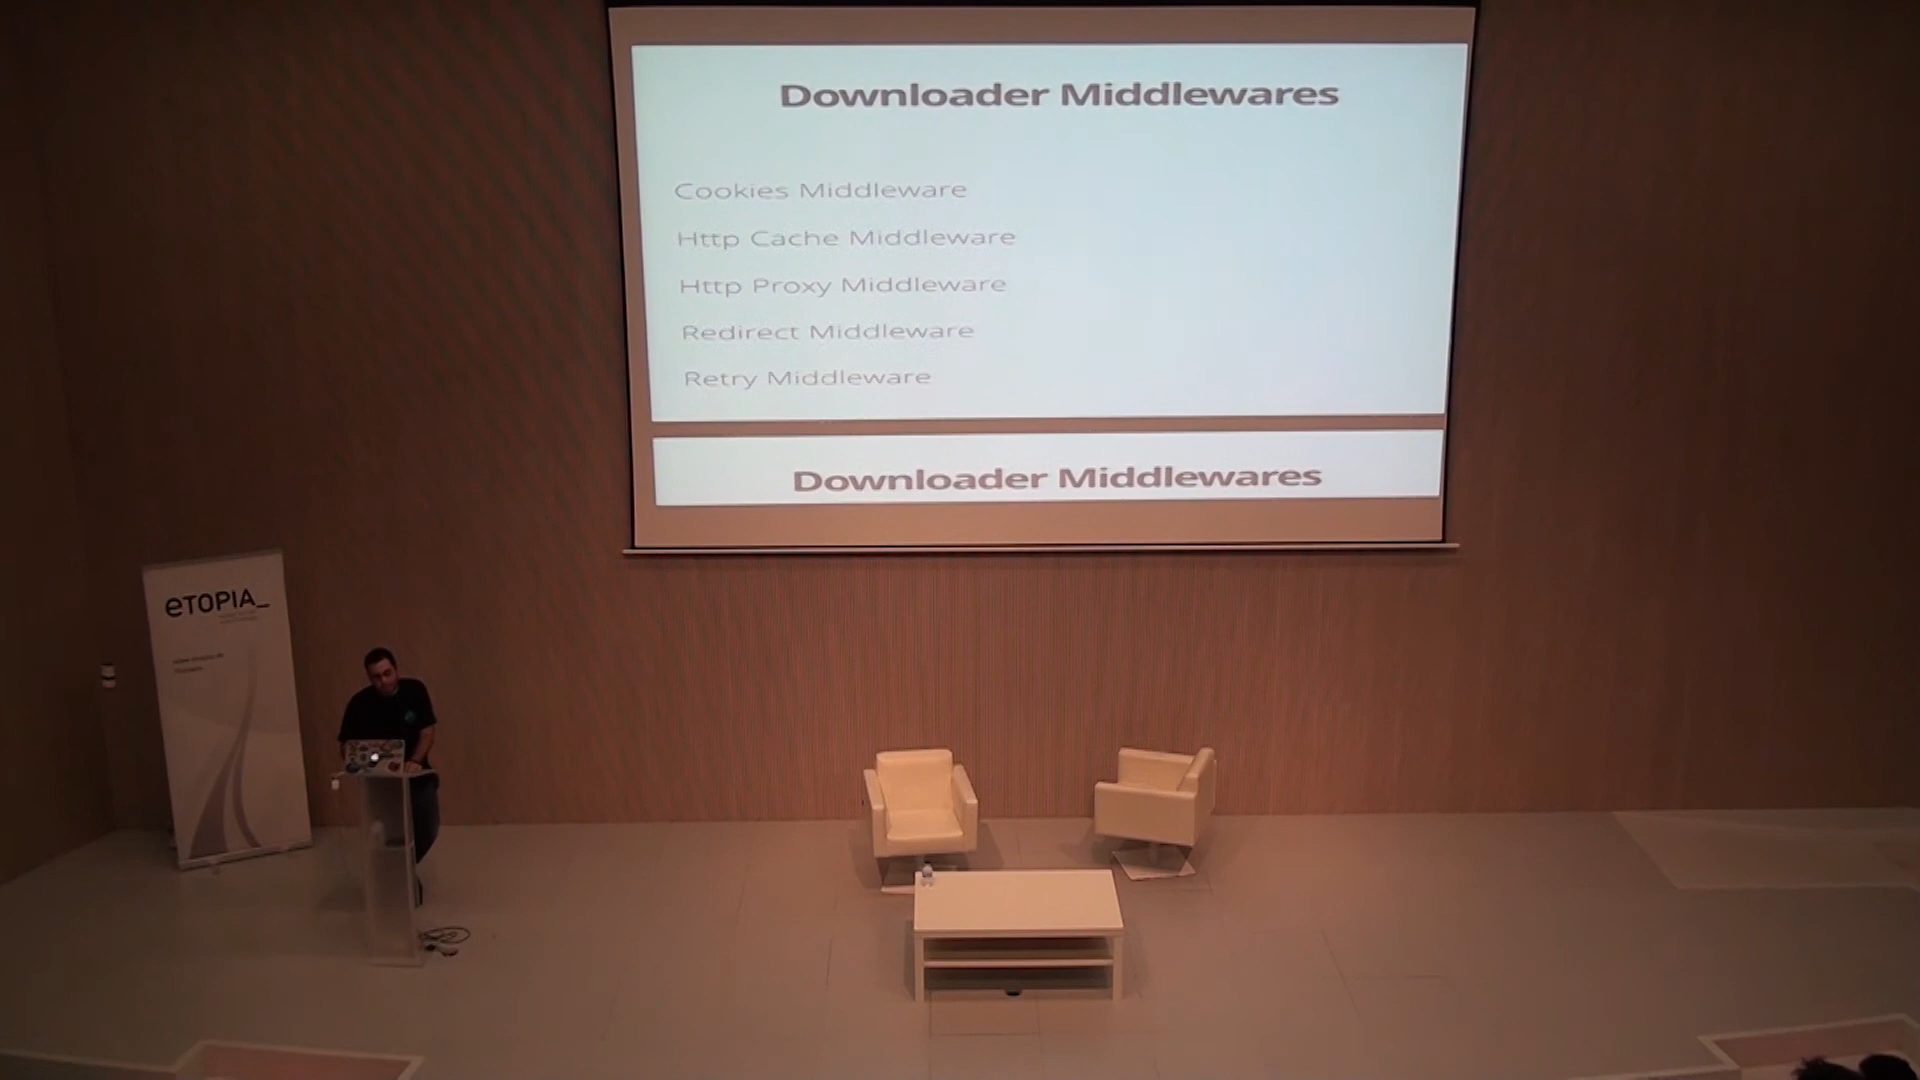 Downloader Middlewares
Cookies Middleware
Http Cache Middleware
Http Proxy Middleware
Redirect Middleware
Retry Middleware
Downloader Middlewares
eTOPIA_